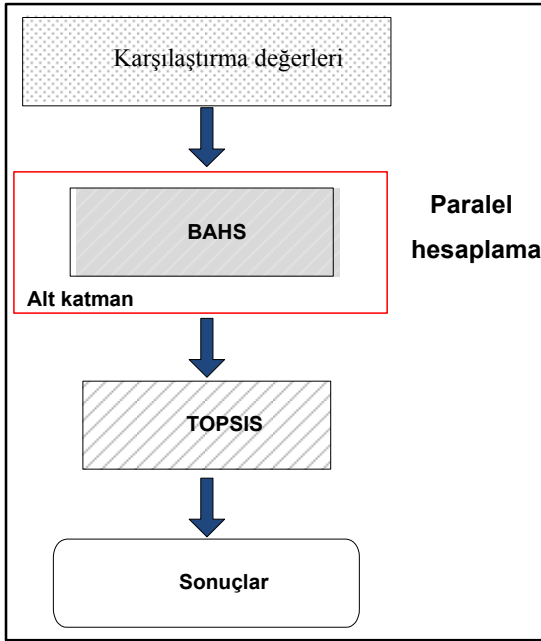 Karşılaştırma değerleri
BAHS
Paralel
hesaplama
Alt katman
TOPSIS
Sonuçlar